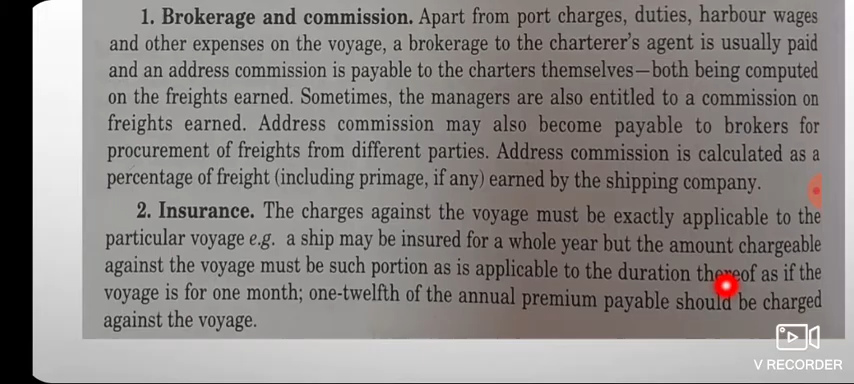 1. Brokerage and commission. Apart from port charges, duties, harbour wages
and other expenses on the voyage, a brokerage to the charterer's agent is usually paid
and an address commission is payable to the charters themselves—both being computed
on the freights earned. Sometimes, the managers are also entitled to a commission on
freights earned. Address commission may also become payable to brokers for
procurement of freights from different parties. Address commission is calculated as a
percentage of freight (including primage, if any) earned by the shipping company.
2. Insurance. The charges against the voyage must be exactly applicable to the
particular voyage e.g. a ship may be insured for a whole year but the amount chargeable
against the voyage must be such portion as is applicable to the duration thereof as if the
voyage is for one month; one-twelfth of the annual premium payable should be charged
against the voyage.
V RECORDER